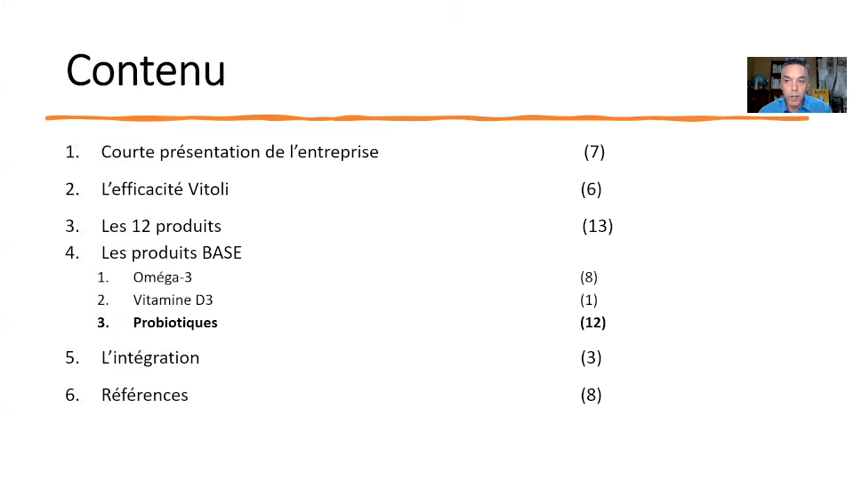 Contenu
1. Courte présentation de l’entreprise (7)
2. L’efficacité Vitoli (6)
3. Les 12 produits (13)
4. Les produits BASE
1. Oméga-3 (8)
2. Vitamine D3 (1)
3. Probiotiques (12)
5. L’intégration (3)
6. Références (8)